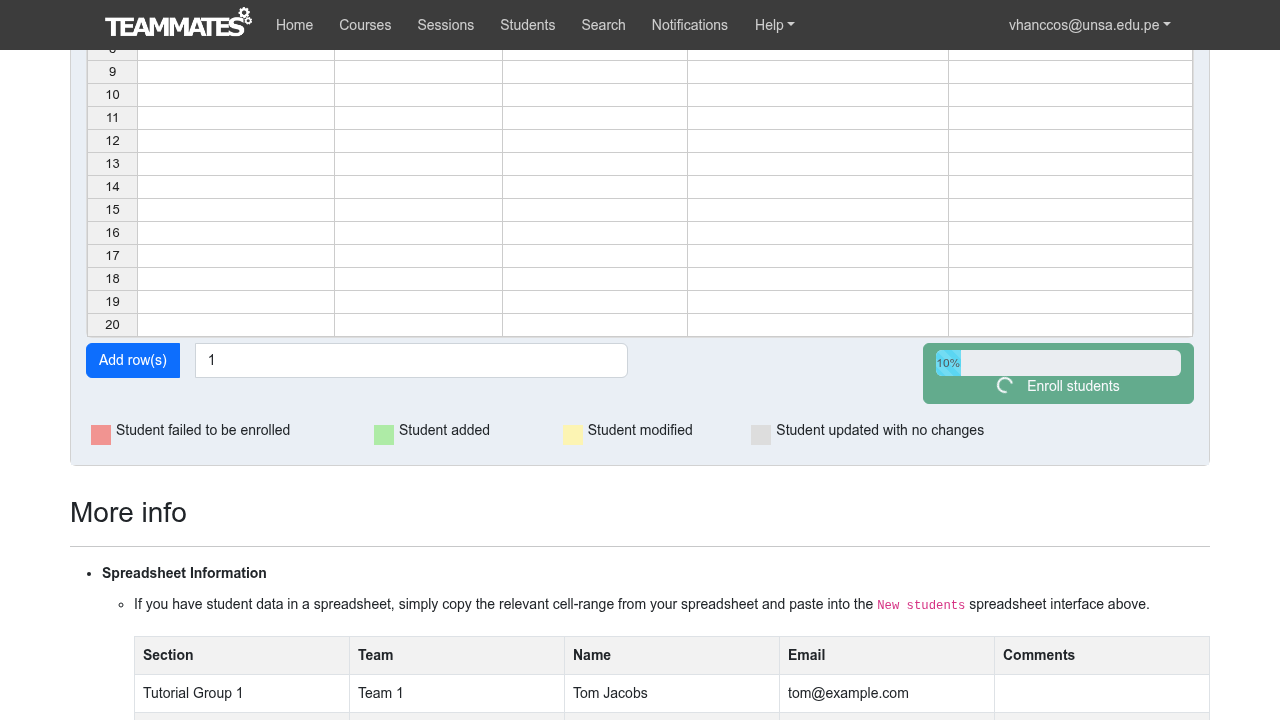 TEAMMATES Home Courses Sessions Students Search Notifications Help vhanccos@unsa.edu.pe
9
10
11
12
13
14
15
16
17
18
19
20
Add row(s) 1 10%
Enroll students
Student failed to be enrolled Student added Student modified Student updated with no changes
More info
• Spreadsheet Information
If you have student data in a spreadsheet, simply copy the relevant cell-range from your spreadsheet and paste into the New students spreadsheet interface above.
Section Team Name Email Comments
Tutorial Group 1 Team 1 Tom Jacobs tom@example.com